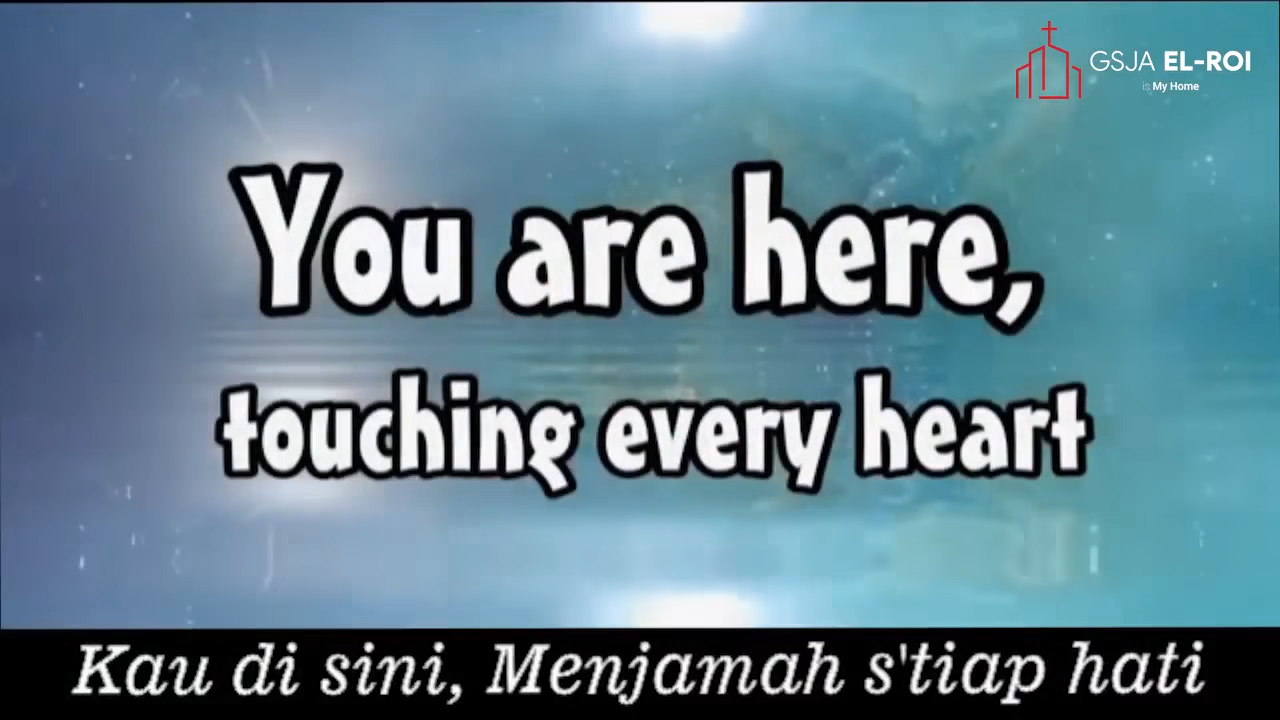 GSJA EL-ROI
is My Home
You are here,
touching every heart
Kau di sini, Menjamah s'tiap hati